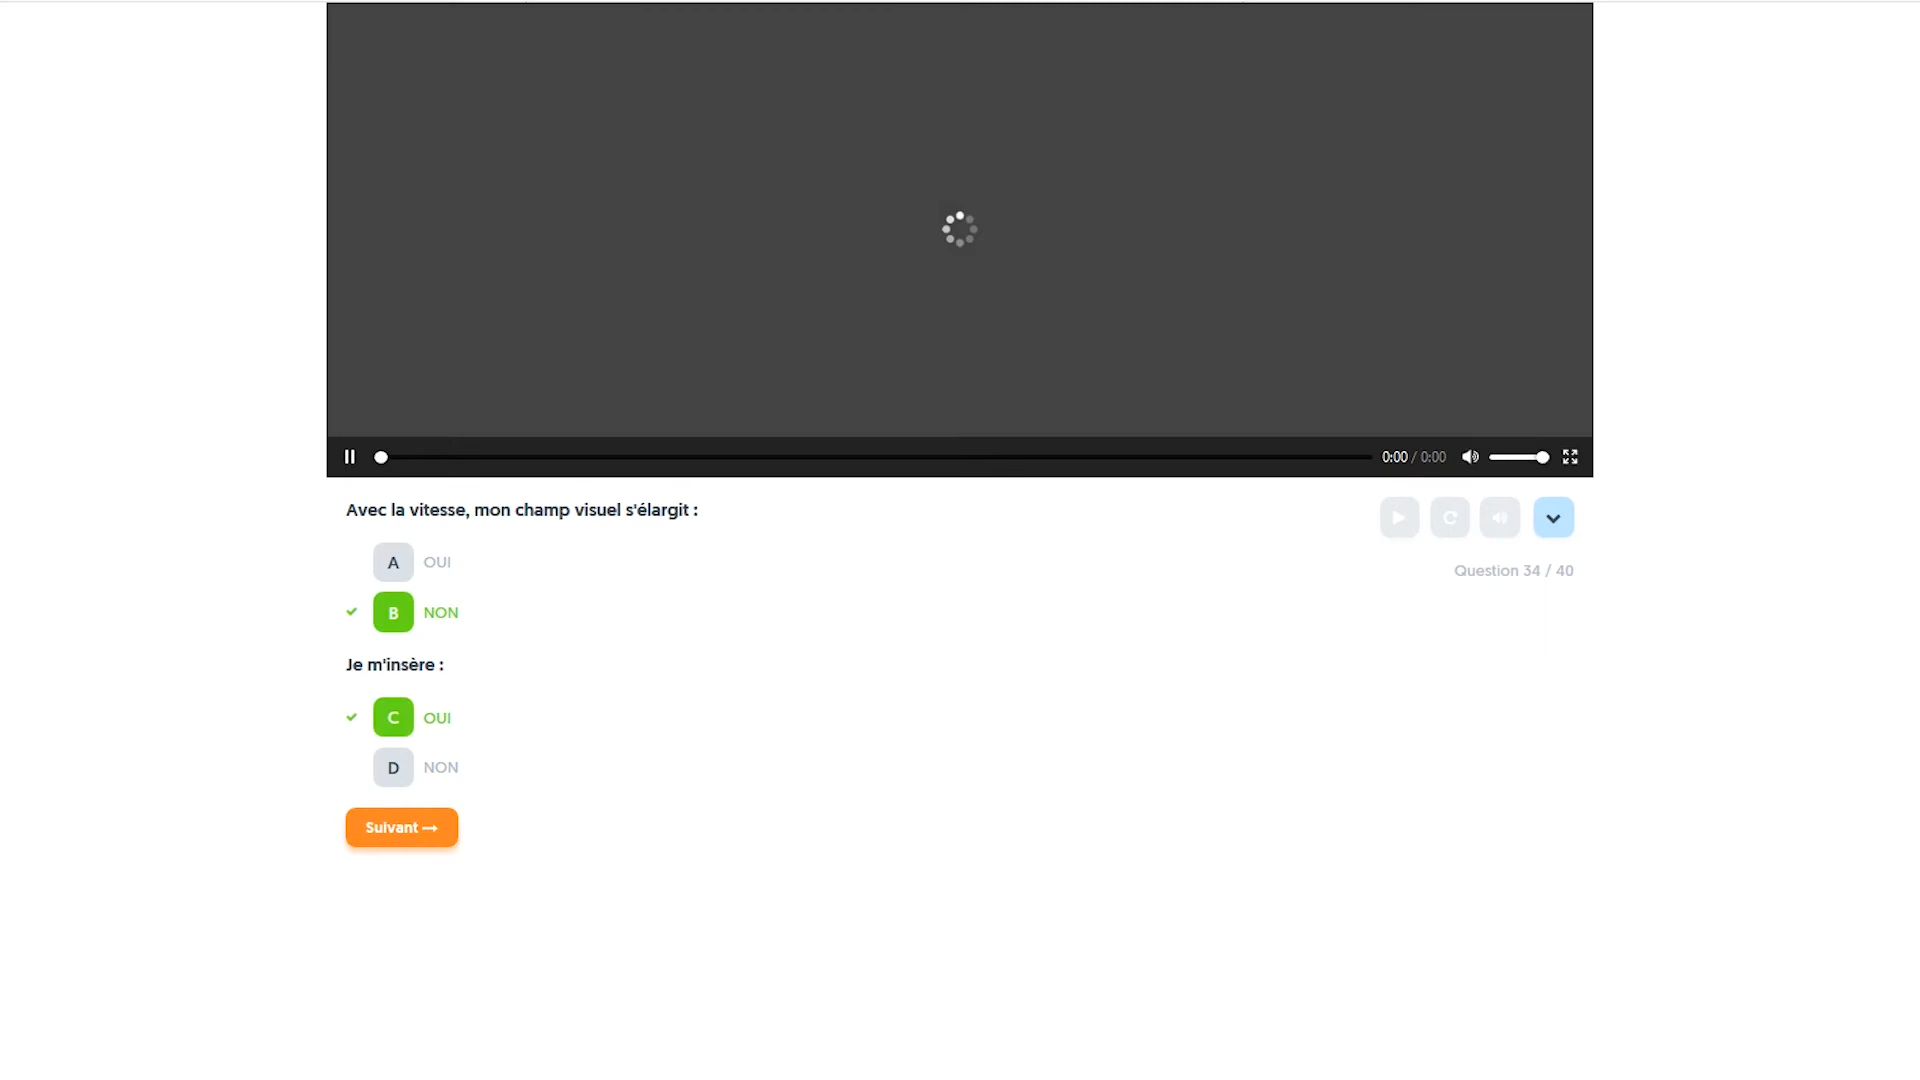 0:00 / 0:00
Avec la vitesse, mon champ visuel s'élargit :
A OUI
Question 34 / 40
B NON
Je m'insère :
C OUI
D NON
Suivant →